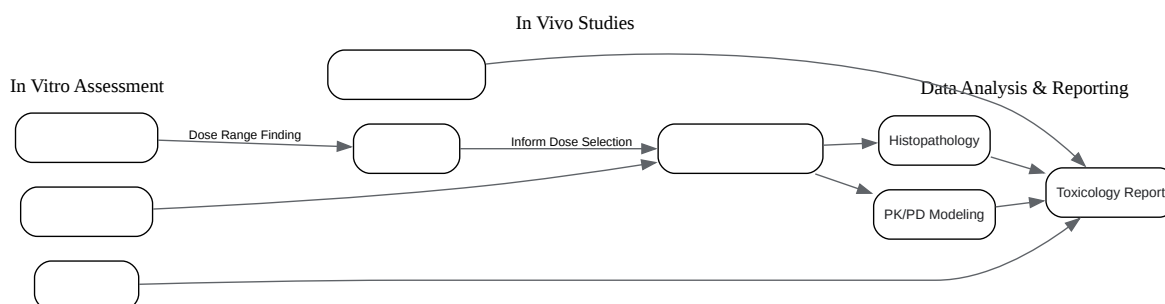 In Vivo Studies
In Vitro Assessment
Data Analysis & Reporting
Dose Range Finding
Inform Dose Selection
Histopathology
Toxicology Report
PK/PD Modeling